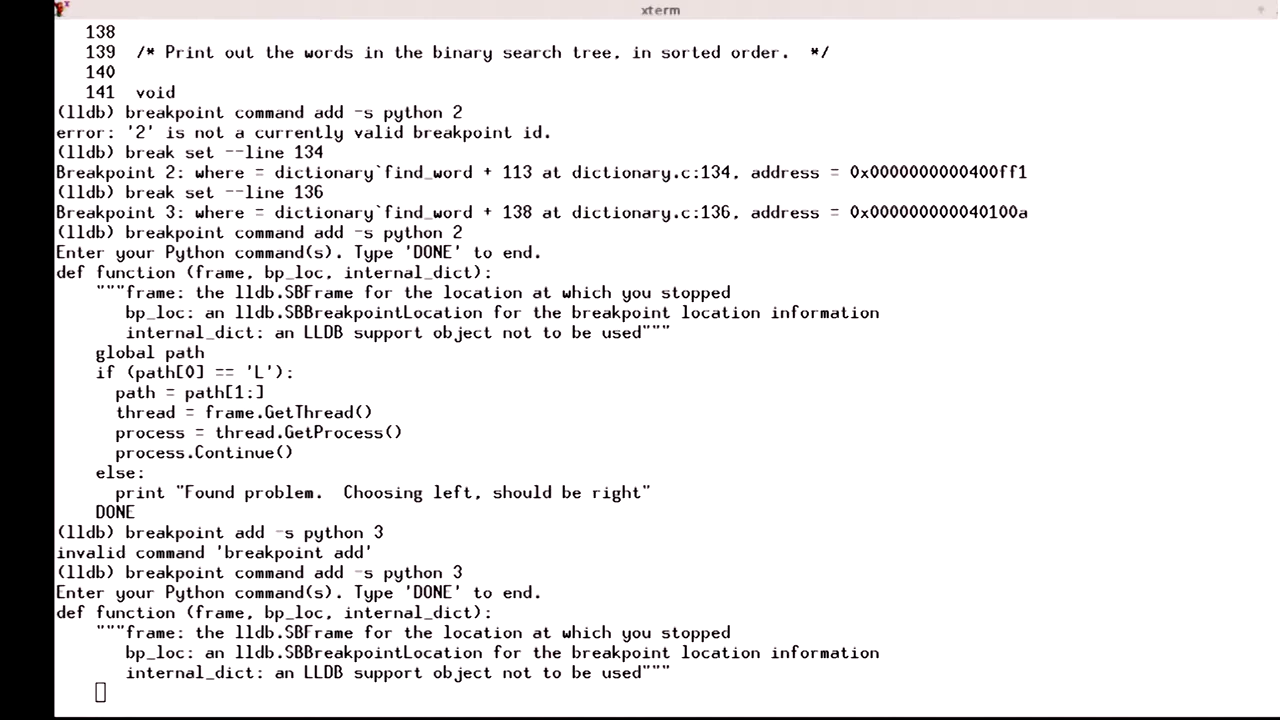 xterm
138
139 /* Print out the words in the binary search tree, in sorted order. */
140
141 void
(lldb) breakpoint command add -s python 2
error: '2' is not a currently valid breakpoint id.
(lldb) break set --line 134
Breakpoint 2: where = dictionary`find_word + 113 at dictionary.c:134, address = 0x0000000000400ff1
(lldb) break set --line 136
Breakpoint 3: where = dictionary`find_word + 138 at dictionary.c:136, address = 0x000000000040100a
(lldb) breakpoint command add -s python 2
Enter your Python command(s). Type 'DONE' to end.
def function (frame, bp_loc, internal_dict):
    """frame: the lldb.SBFrame for the location at which you stopped
       bp_loc: an lldb.SBBreakpointLocation for the breakpoint location information
       internal_dict: an LLDB support object not to be used"""
    global path
    if (path[0] == 'L'):
      path = path[1:]
      thread = frame.GetThread()
      process = thread.GetProcess()
      process.Continue()
    else:
      print "Found problem.  Choosing left, should be right"
    DONE
(lldb) breakpoint add -s python 3
invalid command 'breakpoint add'
(lldb) breakpoint command add -s python 3
Enter your Python command(s). Type 'DONE' to end.
def function (frame, bp_loc, internal_dict):
    """frame: the lldb.SBFrame for the location at which you stopped
       bp_loc: an lldb.SBBreakpointLocation for the breakpoint location information
       internal_dict: an LLDB support object not to be used"""